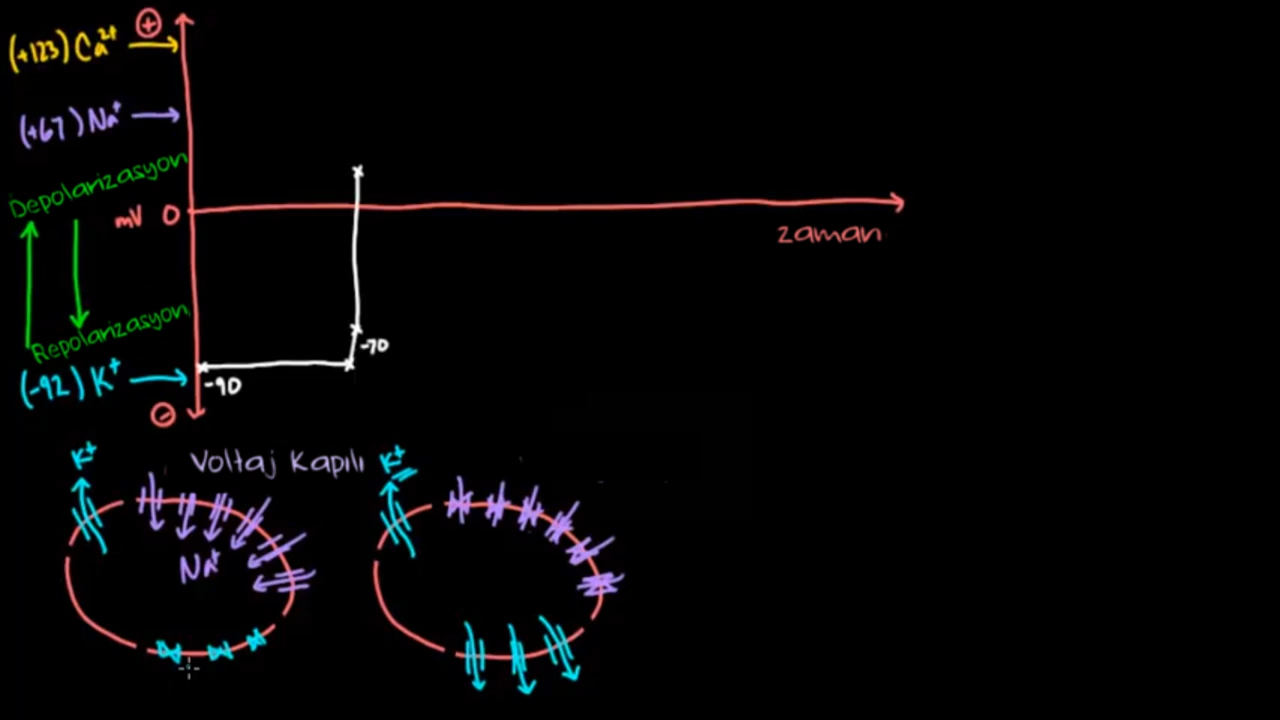 (+123) Ca²⁺
+
(+67) Na⁺
Depolarizasyon
mV 0
zaman
Repolarizasyon
-70
(-92) K⁺
-90
-
K⁺
Voltaj Kapılı
K⁺
Na⁺